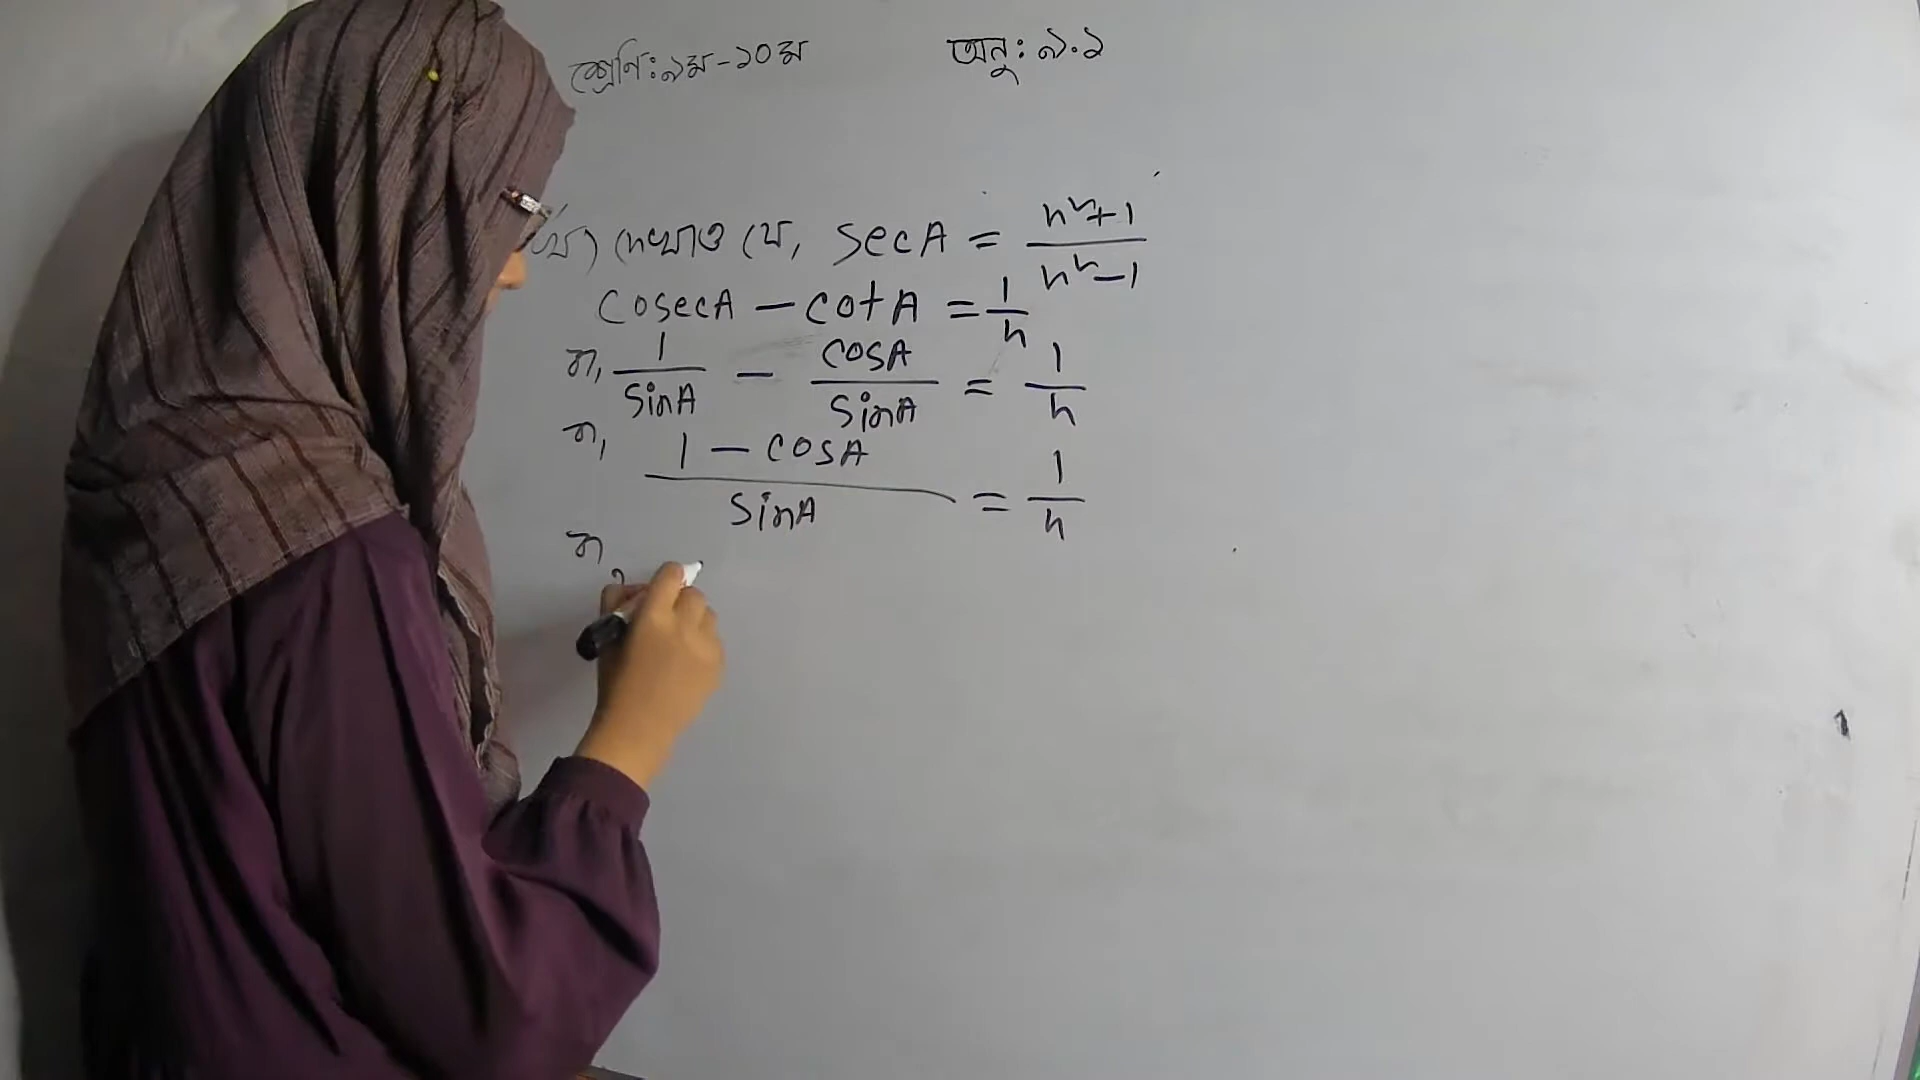 শ্রেণি: ৯ম-১০ম
অনু: ৯.১
খ) দেখাও যে, secA = n²+1 / n²-1
cosecA - cotA = 1/n
বা, 1/sinA - cosA/sinA = 1/n
বা, 1 - cosA / sinA = 1/n
বা,